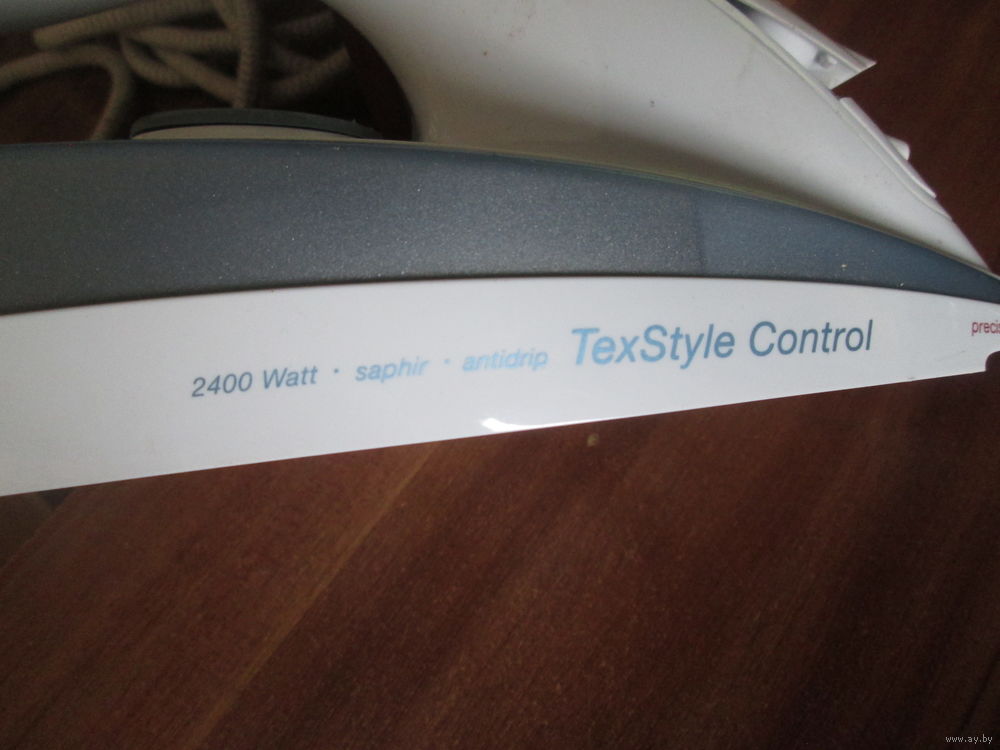 2400 Watt · saphir · antidrip TexStyle Control
www.ay.by